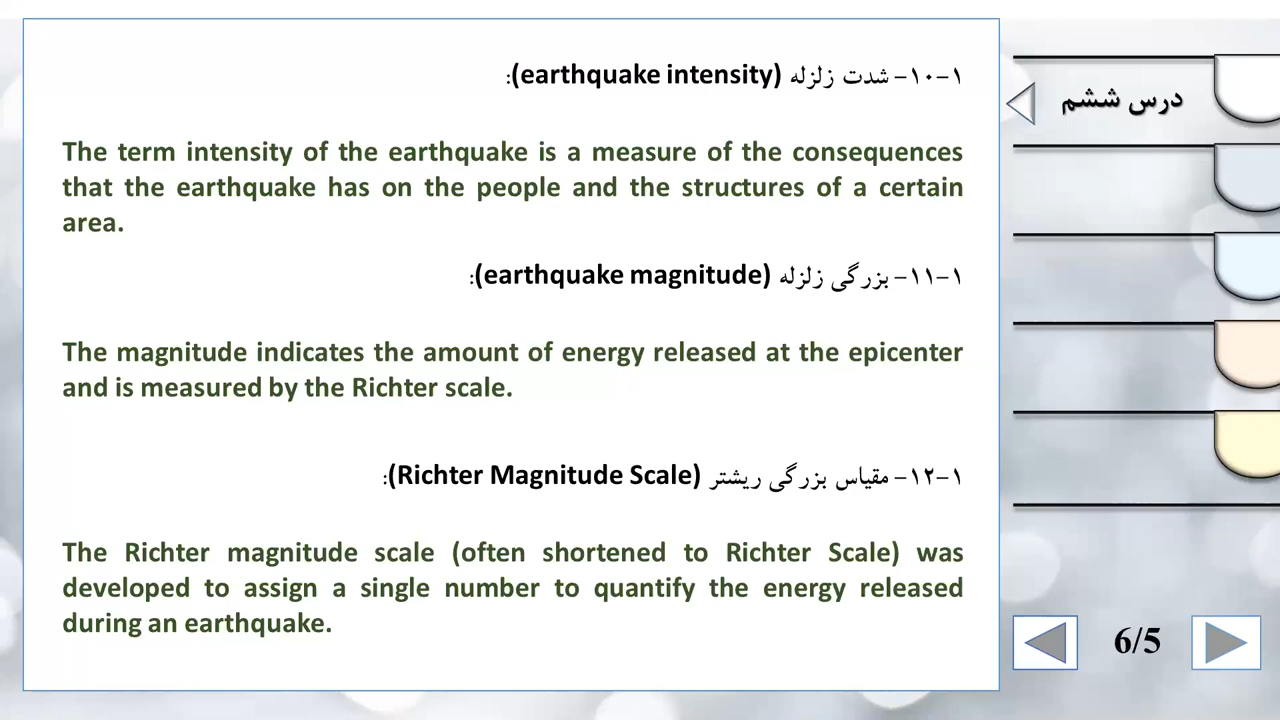 ۱-۱۰- شدت زلزله (earthquake intensity):
The term intensity of the earthquake is a measure of the consequences
that the earthquake has on the people and the structures of a certain
area.
۱-۱۱- بزرگی زلزله (earthquake magnitude):
The magnitude indicates the amount of energy released at the epicenter
and is measured by the Richter scale.
۱-۱۲- مقیاس بزرگی ریشتر (Richter Magnitude Scale):
The Richter magnitude scale (often shortened to Richter Scale) was
developed to assign a single number to quantify the energy released
during an earthquake.
درس ششم
6/5